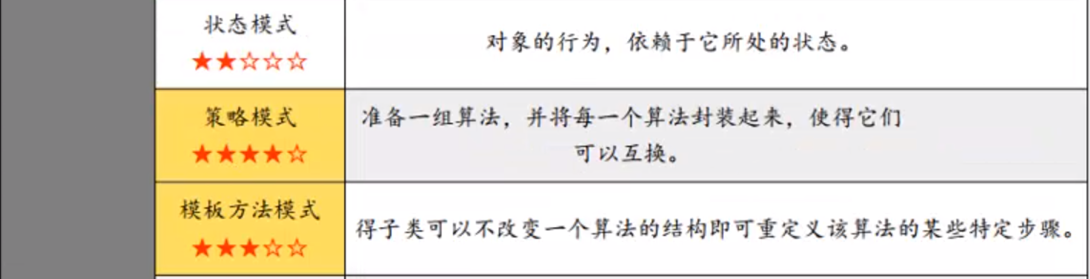 状态模式
★★☆☆☆
对象的行为，依赖于它所处的状态。
策略模式
★★★★☆
准备一组算法，并将每一个算法封装起来，使得它们
可以互换。
模板方法模式
★★★☆☆
得子类可以不改变一个算法的结构即可重定义该算法的某些特定步骤。